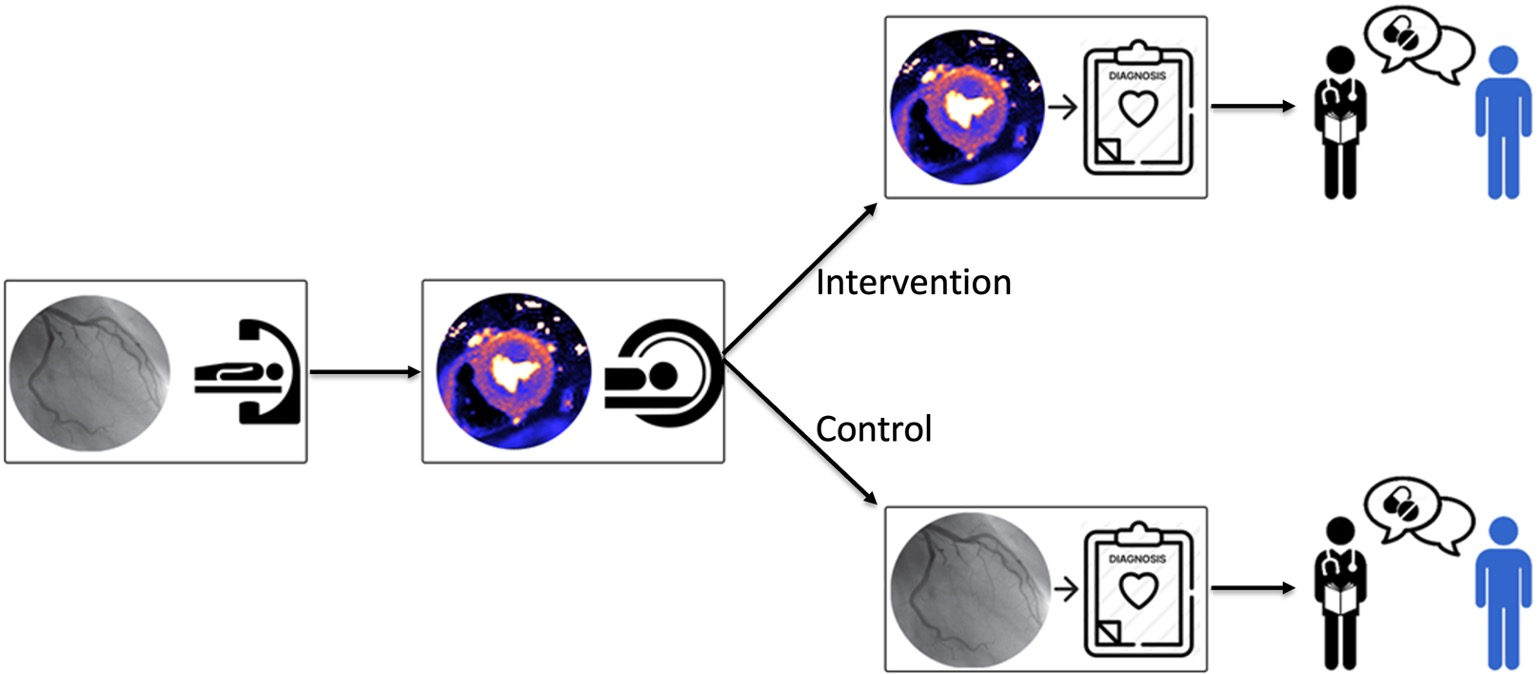 DIAGNOSIS
Intervention
Control
DIAGNOSIS